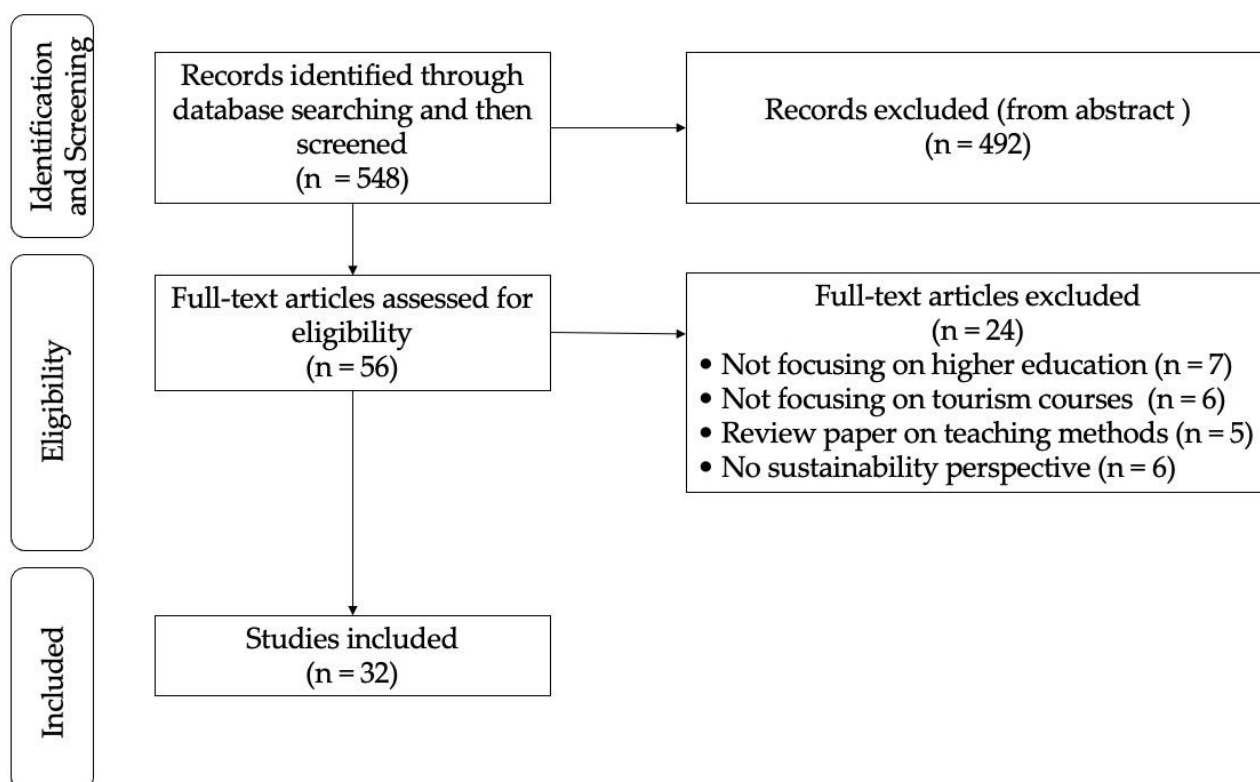 Identification
and Screening
Records identified through
database searching and then
screened
(n = 548)
Records excluded (from abstract )
(n = 492)
Eligibility
Full-text articles assessed for
eligibility
(n = 56)
Full-text articles excluded
(n = 24)
• Not focusing on higher education (n = 7)
• Not focusing on tourism courses (n = 6)
• Review paper on teaching methods (n = 5)
• No sustainability perspective (n = 6)
Included
Studies included
(n = 32)